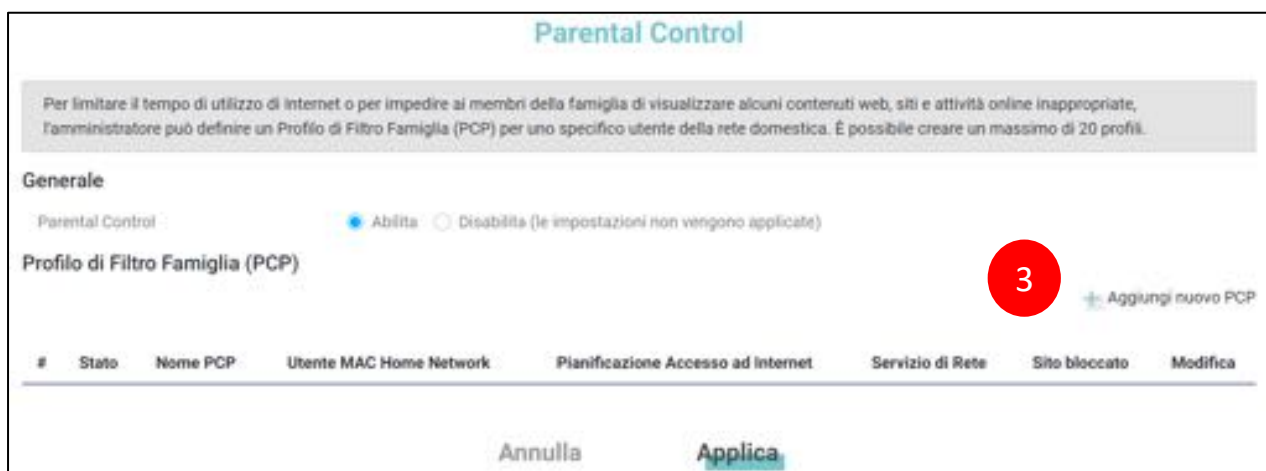 Parental Control
Per limitare il tempo di utilizzo di Internet o per impedire ai membri della famiglia di visualizzare alcuni contenuti web, siti e attività online inappropriate,
l'amministratore può definire un Profilo di Filtro Famiglia (PCP) per uno specifico utente della rete domestica. È possibile creare un massimo di 20 profili.
Generale
Parental Control Abilita Disabilita (le impostazioni non vengono applicate)
Profilo di Filtro Famiglia (PCP)
3
+ Aggiungi nuovo PCP
# Stato Nome PCP Utente MAC Home Network Pianificazione Accesso ad Internet Servizio di Rete Sito bloccato Modifica
Annulla Applica